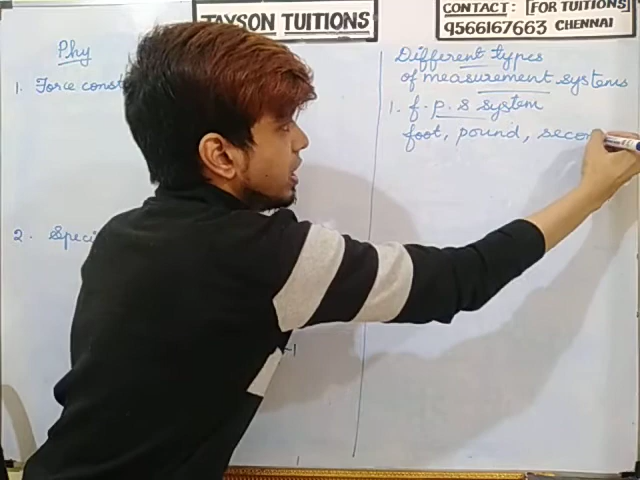 TAYSON TUITIONS
CONTACT: [FOR TUITIONS]
9566167663 CHENNAI
Phy
1. Force const
2. Speci
-1
Different types
of measurement systems
1. f.p.s system
foot, pound, secon